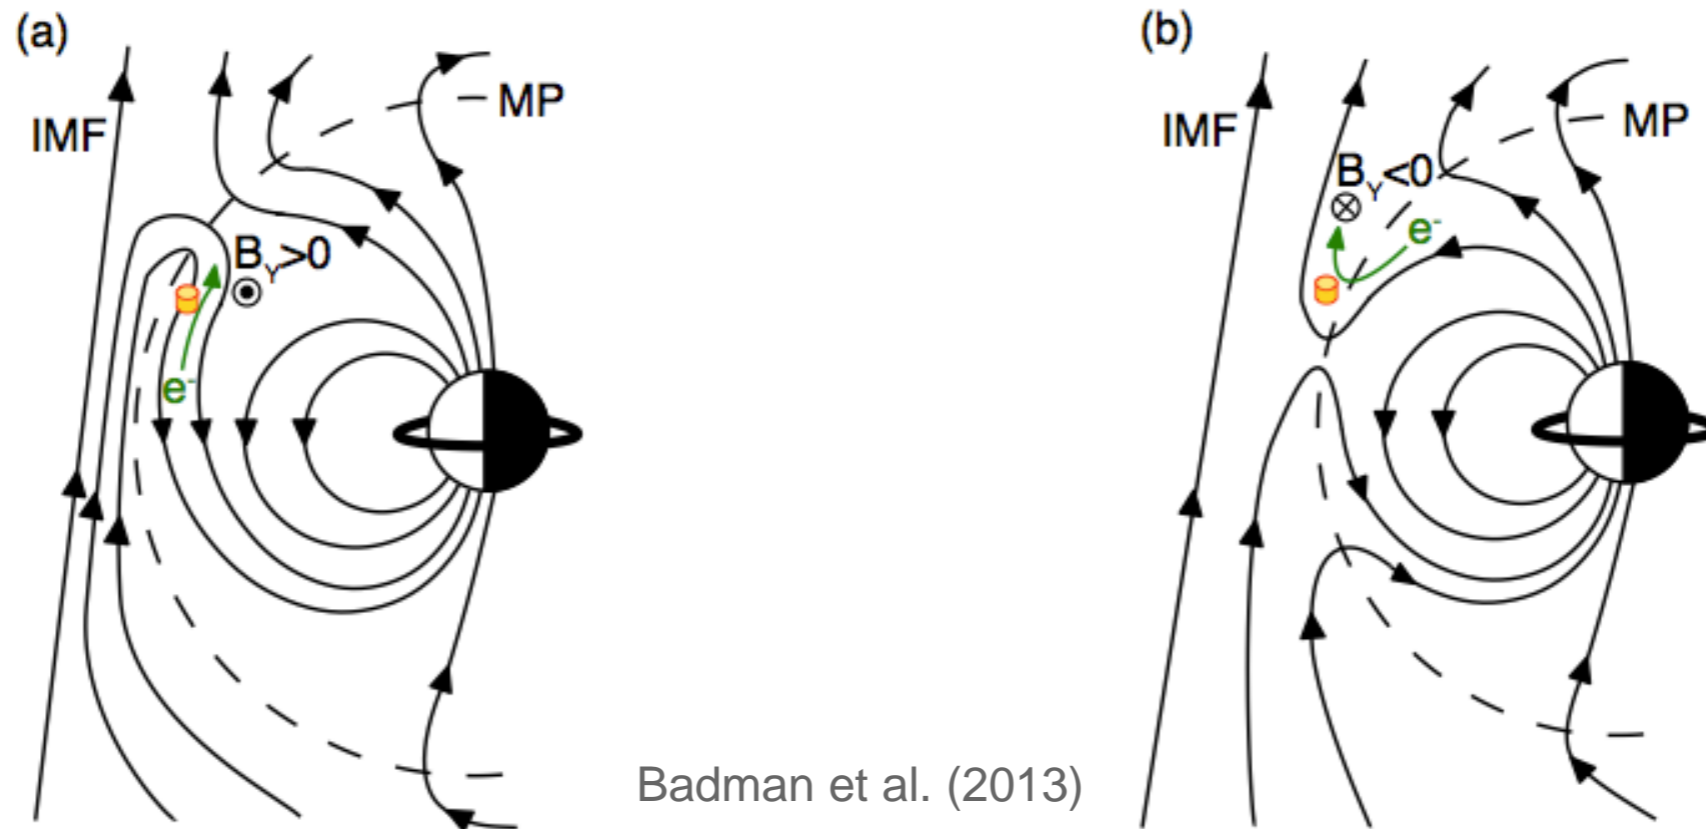 (a)
IMF
MP
B_Y>0
e⁻
(b)
IMF
MP
B_Y<0
e⁻
Badman et al. (2013)